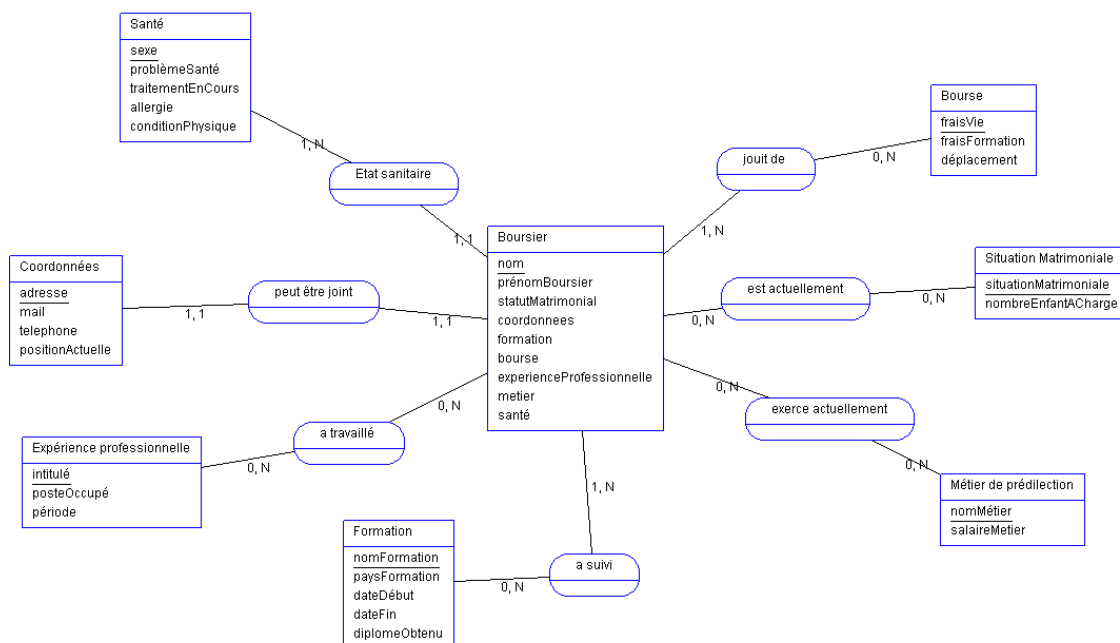 Santé
sexe
problèmeSanté
traitementEnCours
allergie
conditionPhysique
1, N
Etat sanitaire
1, 1
Bourse
fraisVie
fraisFormation
déplacement
0, N
jouit de
1, N
Boursier
nom
prénomBoursier
statutMatrimonial
coordonnees
formation
bourse
experienceProfessionnelle
metier
santé
Coordonnées
adresse
mail
telephone
positionActuelle
1, 1
peut être joint
1, 1
Situation Matrimoniale
situationMatrimoniale
nombreEnfantACharge
0, N
est actuellement
0, N
0, N
exerce actuellement
0, N
Métier de prédilection
nomMétier
salaireMetier
0, N
a travaillé
0, N
Expérience professionnelle
intitulé
posteOccupé
période
1, N
a suivi
0, N
Formation
nomFormation
paysFormation
dateDébut
dateFin
diplomeObtenu